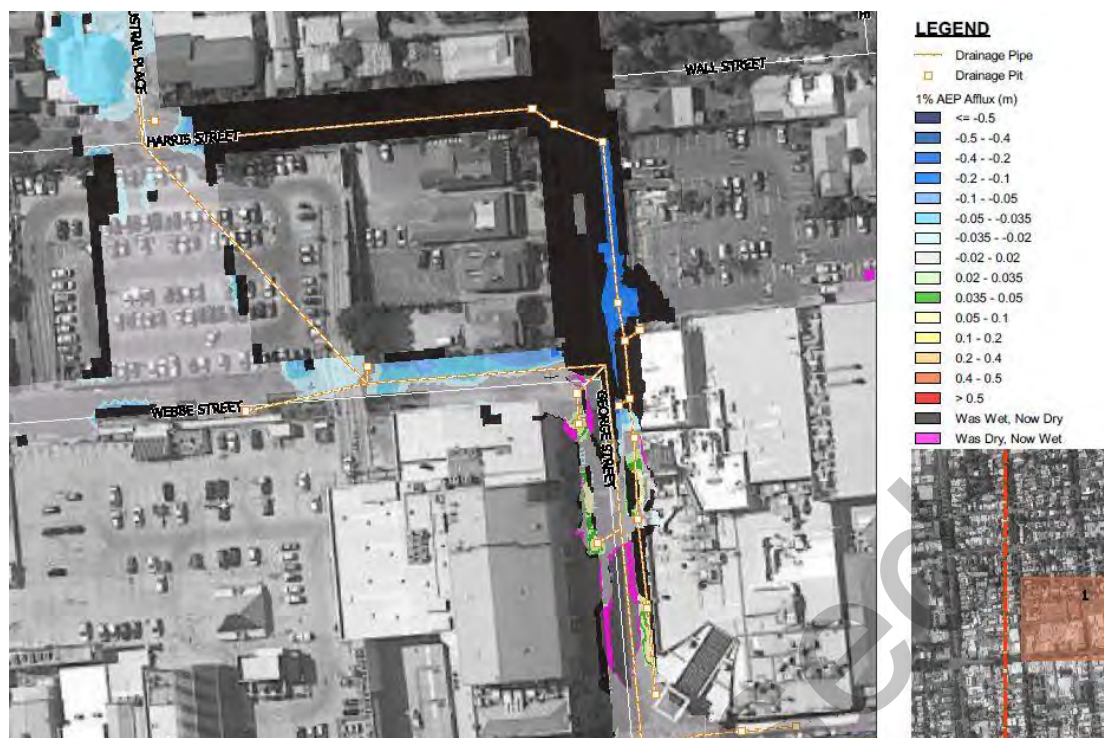 USTRIAL PLACE
WALL STREET
HARRIS STREET
WEBBE STREET
GEORGE STREET
LEGEND
Drainage Pipe
Drainage Pit
1% AEP Afflux (m)
<= -0.5
-0.5 - -0.4
-0.4 - -0.2
-0.2 - -0.1
-0.1 - -0.05
-0.05 - -0.035
-0.035 - -0.02
-0.02 - 0.02
0.02 - 0.035
0.035 - 0.05
0.05 - 0.1
0.1 - 0.2
0.2 - 0.4
0.4 - 0.5
> 0.5
Was Wet, Now Dry
Was Dry, Now Wet
1